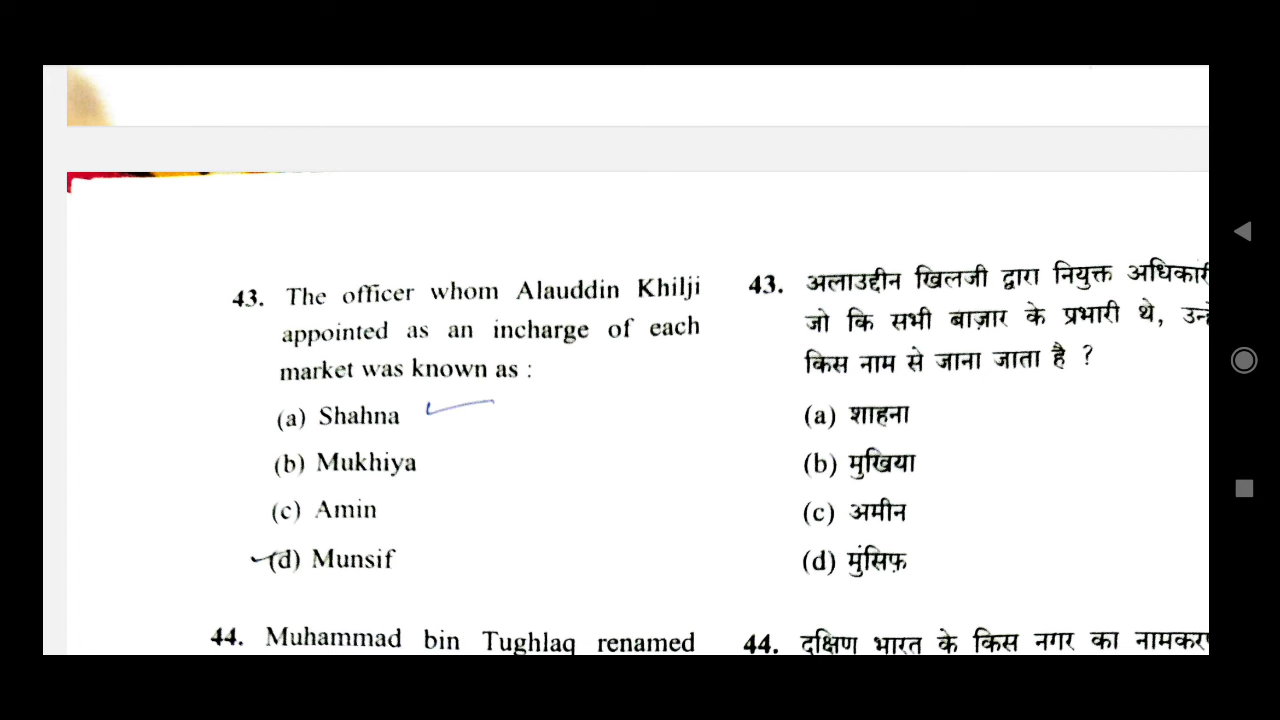 43. The officer whom Alauddin Khilji
appointed as an incharge of each
market was known as :
(a) Shahna
(b) Mukhiya
(c) Amin
(d) Munsif
44. Muhammad bin Tughlaq renamed
43. अलाउद्दीन खिलजी द्वारा नियुक्त अधिकारी
जो कि सभी बाज़ार के प्रभारी थे,
किस नाम से जाना जाता है ?
(a) शाहना
(b) मुखिया
(c) अमीन
(d) मुंसिफ़
44. दक्षिण भारत के किस नगर का